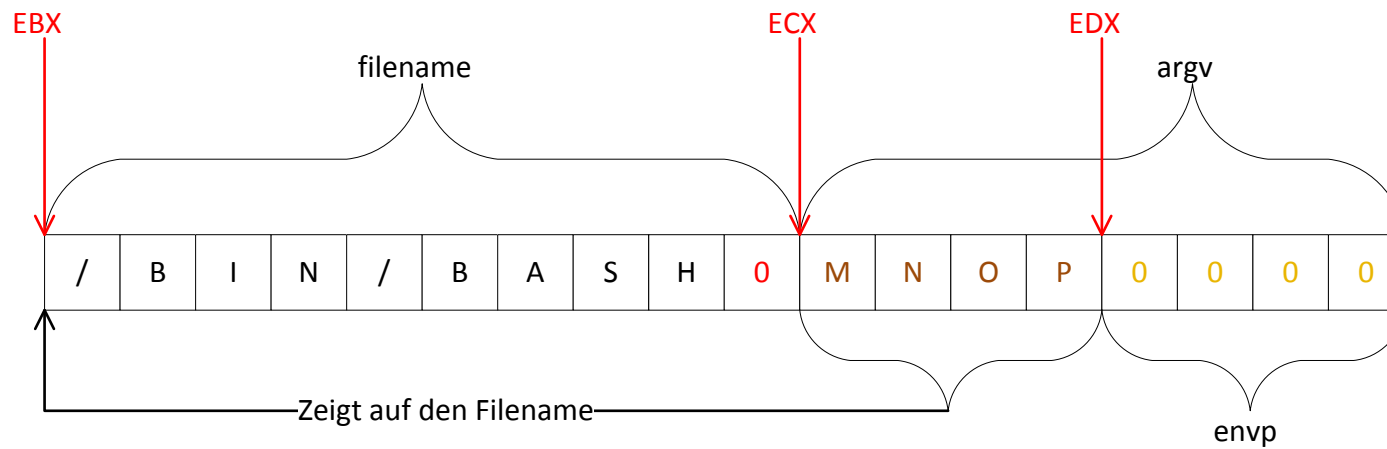 EBX ECX EDX
filename argv
/ B I N / B A S H 0 M N O P 0 0 0 0
Zeigt auf den Filename
envp